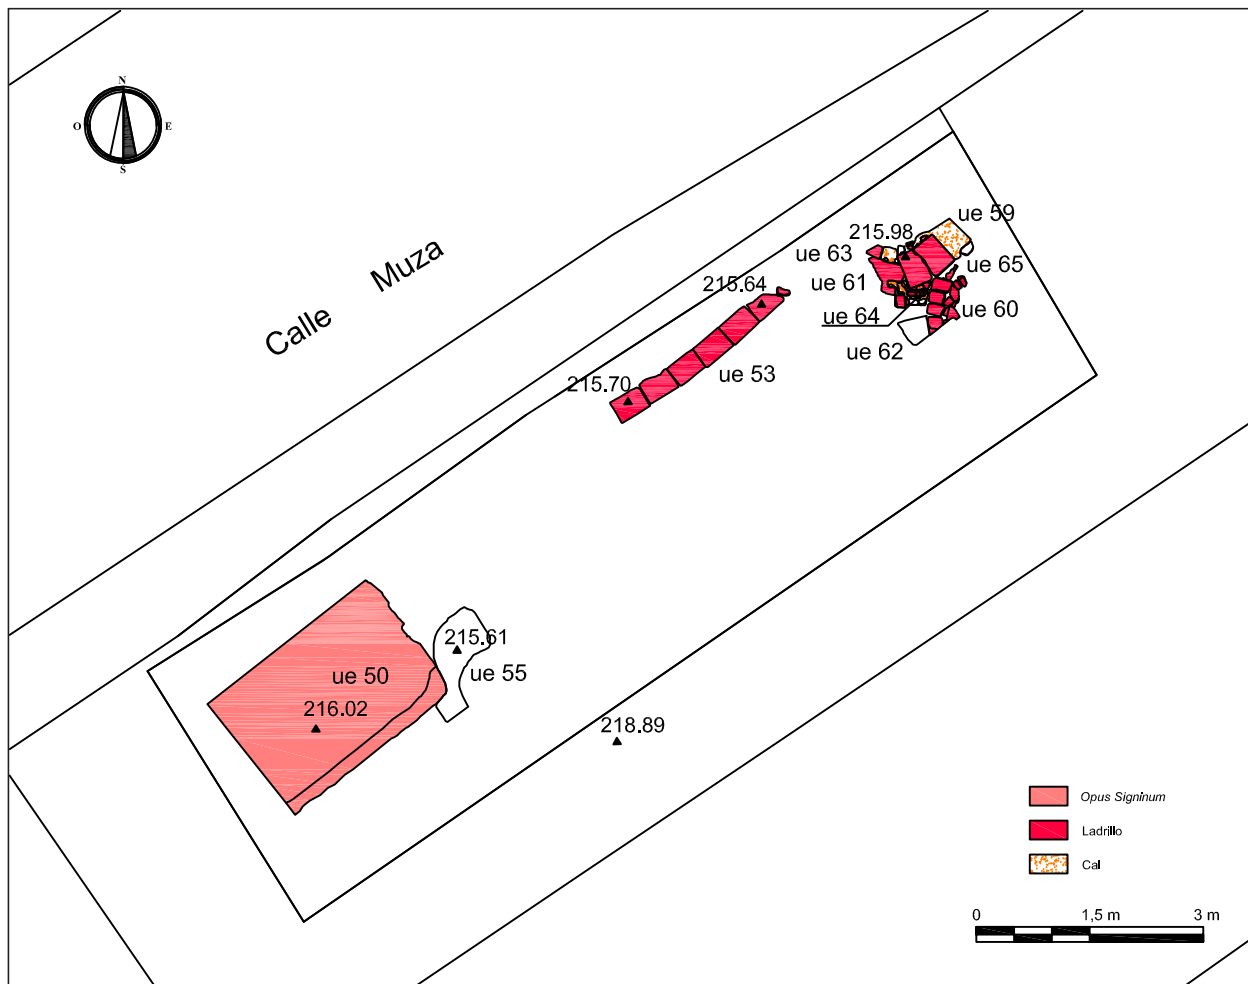 N
O E
S
Calle Muza
ue 59
215.98
ue 63
ue 65
ue 61
215.64
ue 60
ue 64
ue 62
ue 53
215.70
215.61
ue 50
ue 55
216.02
218.89
Opus Signinum
Ladrillo
Cal
0 1,5 m 3 m